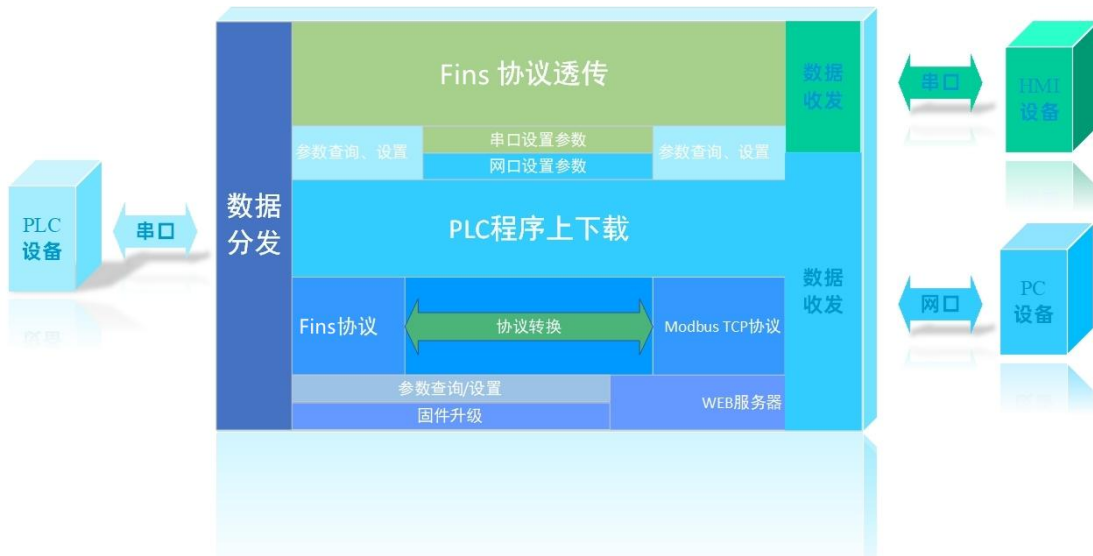 Fins 协议透传
数据
收发
串口
HMI
设备
参数查询、设置
串口设置参数
网口设置参数
参数查询、设置
PLC
设备
串口
数据
分发
PLC程序上下载
数据
收发
网口
PC
设备
Fins协议
协议转换
Modbus TCP协议
参数查询/设置
固件升级
WEB服务器